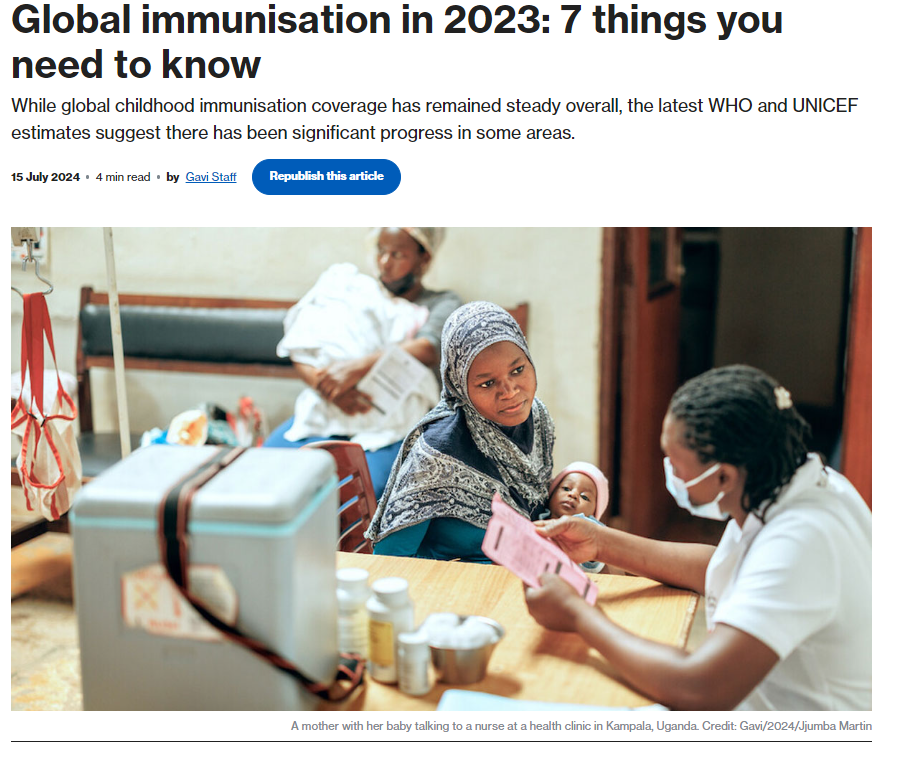 Global immunisation in 2023: 7 things you
need to know
While global childhood immunisation coverage has remained steady overall, the latest WHO and UNICEF
estimates suggest there has been significant progress in some areas.
15 July 2024 • 4 min read • by Gavi Staff Republish this article
A mother with her baby talking to a nurse at a health clinic in Kampala, Uganda. Credit: Gavi/2024/Jjumba Martin